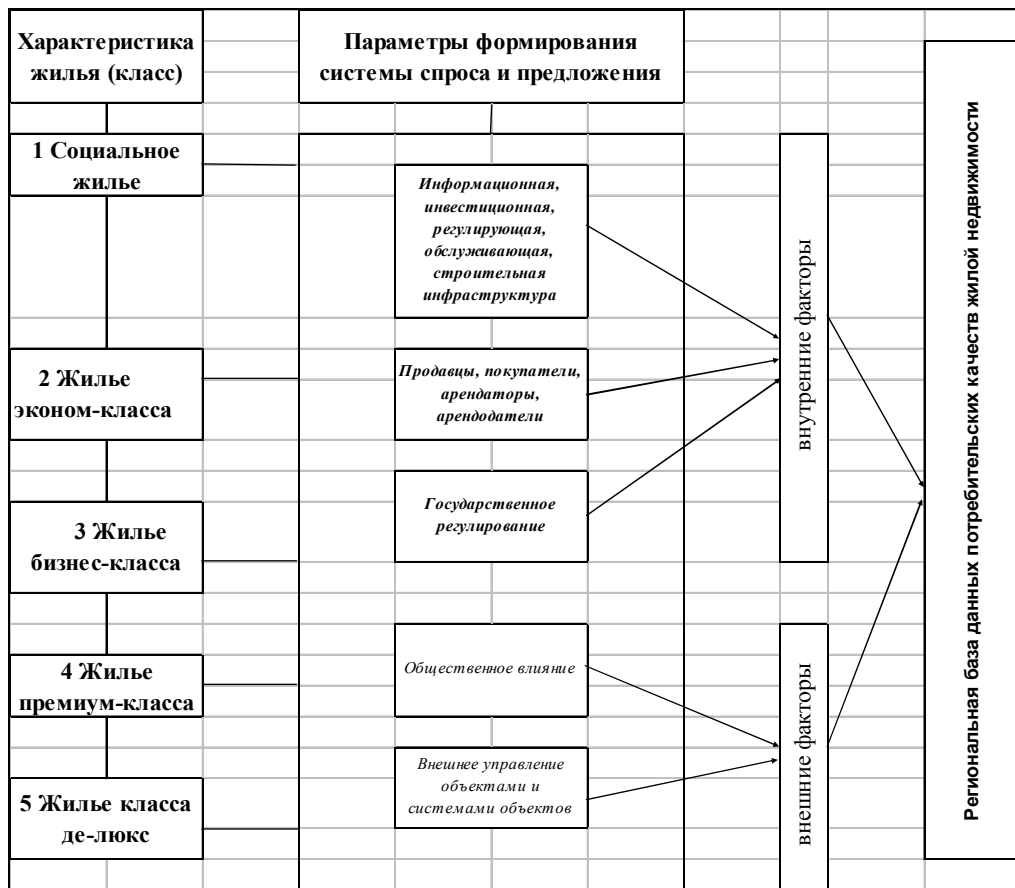 Характеристика
жилья (класс)
Параметры формирования
системы спроса и предложения
1 Социальное
жилье
2 Жилье
эконом-класса
3 Жилье
бизнес-класса
4 Жилье
премиум-класса
5 Жилье класса
де-люкс
Информационная,
инвестиционная,
регулирующая,
обслуживающая,
строительная
инфраструктура
Продавцы, покупатели,
арендаторы,
арендодатели
Государственное
регулирование
Общественное влияние
Внешнее управление
объектами и
системами объектов
внутренние факторы
внешние факторы
Региональная база данных потребительских качеств жилой недвижимости